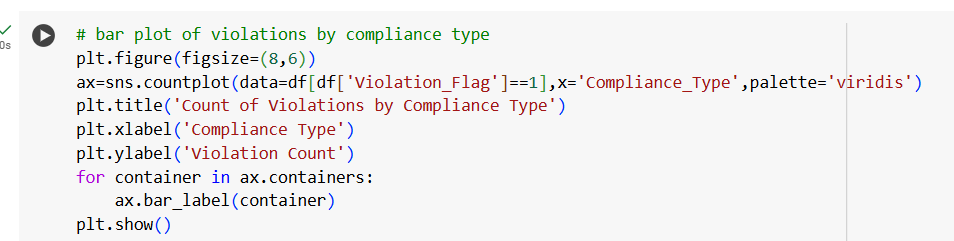 # bar plot of violations by compliance type
plt.figure(figsize=(8,6))
ax=sns.countplot(data=df[df['Violation_Flag']==1],x='Compliance_Type',palette='viridis')
plt.title('Count of Violations by Compliance Type')
plt.xlabel('Compliance Type')
plt.ylabel('Violation Count')
for container in ax.containers:
    ax.bar_label(container)
plt.show()
0s